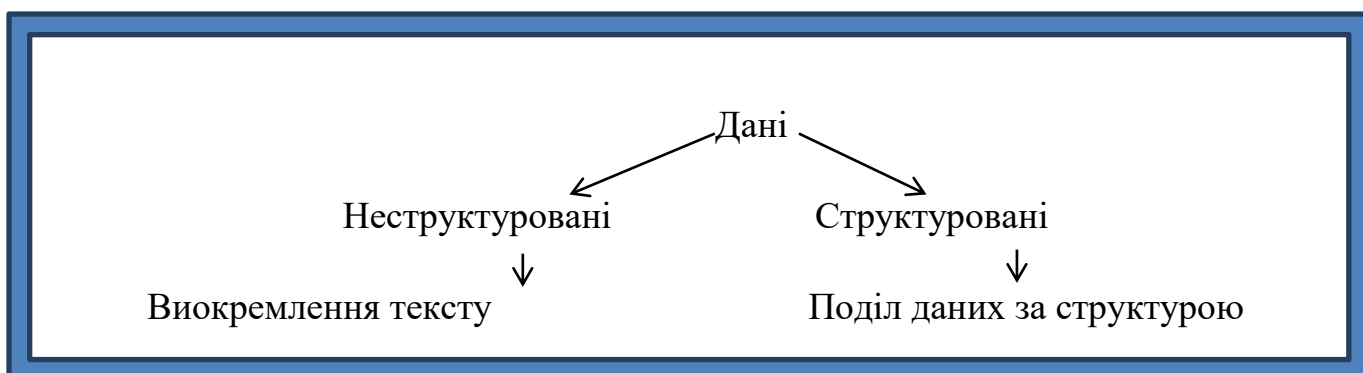 Дані
Неструктуровані Структуровані
Виокремлення тексту Поділ даних за структурою